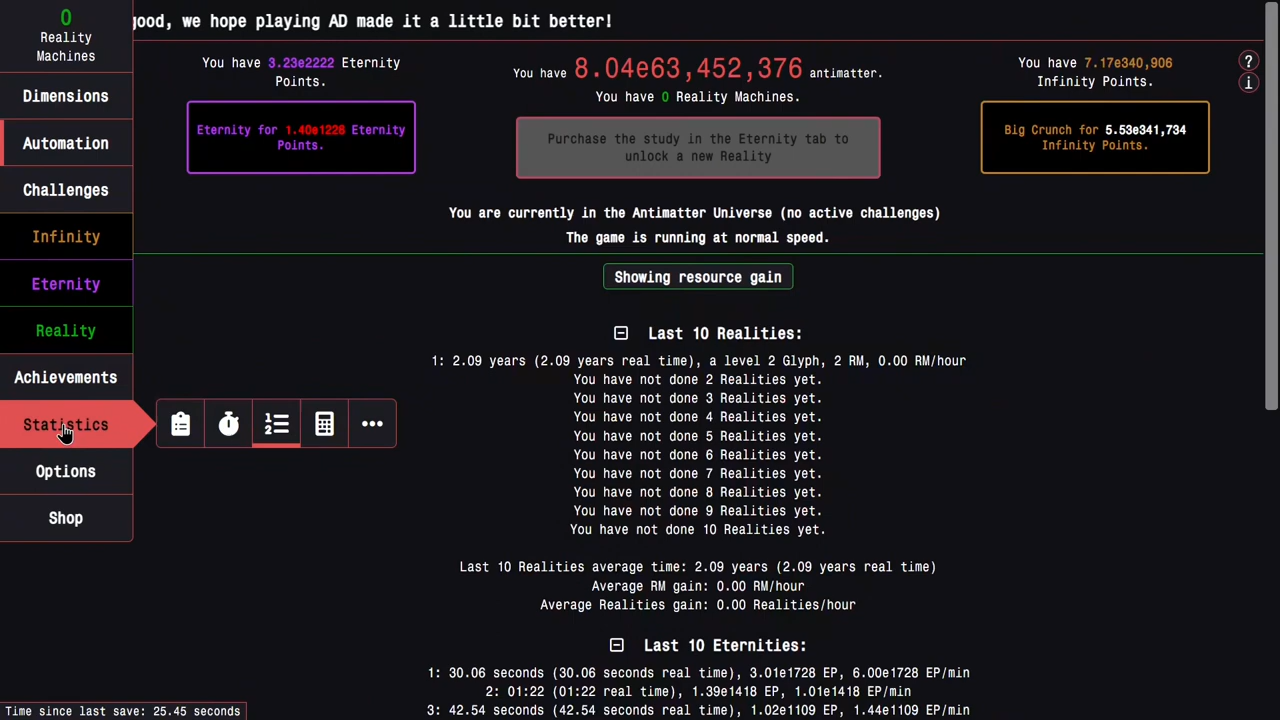 good, we hope playing AD made it a little bit better!
0
Reality
Machines
Dimensions
Automation
Challenges
Infinity
Eternity
Reality
Achievements
Statistics
Options
Shop
You have 3.23e2222 Eternity
Points.
Eternity for 1.40e1228 Eternity
Points.
You have 8.04e63,452,376 antimatter.
You have 0 Reality Machines.
Purchase the study in the Eternity tab to
unlock a new Reality
You have 7.17e340,906
Infinity Points.
Big Crunch for 5.53e341,734
Infinity Points.
?
i
You are currently in the Antimatter Universe (no active challenges)
The game is running at normal speed.
Showing resource gain
Last 10 Realities:
1: 2.09 years (2.09 years real time), a level 2 Glyph, 2 RM, 0.00 RM/hour
You have not done 2 Realities yet.
You have not done 3 Realities yet.
You have not done 4 Realities yet.
You have not done 5 Realities yet.
You have not done 6 Realities yet.
You have not done 7 Realities yet.
You have not done 8 Realities yet.
You have not done 9 Realities yet.
You have not done 10 Realities yet.
Last 10 Realities average time: 2.09 years (2.09 years real time)
Average RM gain: 0.00 RM/hour
Average Realities gain: 0.00 Realities/hour
Last 10 Eternities:
1: 30.06 seconds (30.06 seconds real time), 3.01e1728 EP, 6.00e1728 EP/min
2: 01:22 (01:22 real time), 1.39e1418 EP, 1.01e1418 EP/min
3: 42.54 seconds (42.54 seconds real time), 1.02e1109 EP, 1.44e1109 EP/min
Time since last save: 25.45 seconds